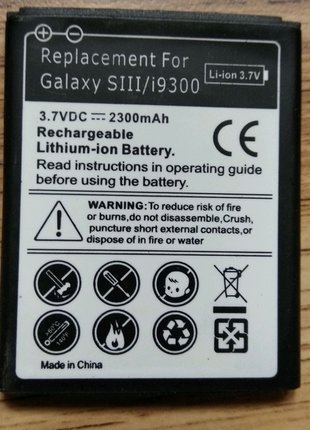 Replacement For
Galaxy SIII/i9300
Li-ion 3.7V
3.7VDC 2300mAh
Rechargeable
Lithium-ion Battery.
Read instructions in operating guide
before using the battery.
CE
WARNING
To reduce risk of fire
or burns,do not disassemble,Crush,
puncture short external contacts,or
dispose of in fire or water
>60°C
140°F
Made in China